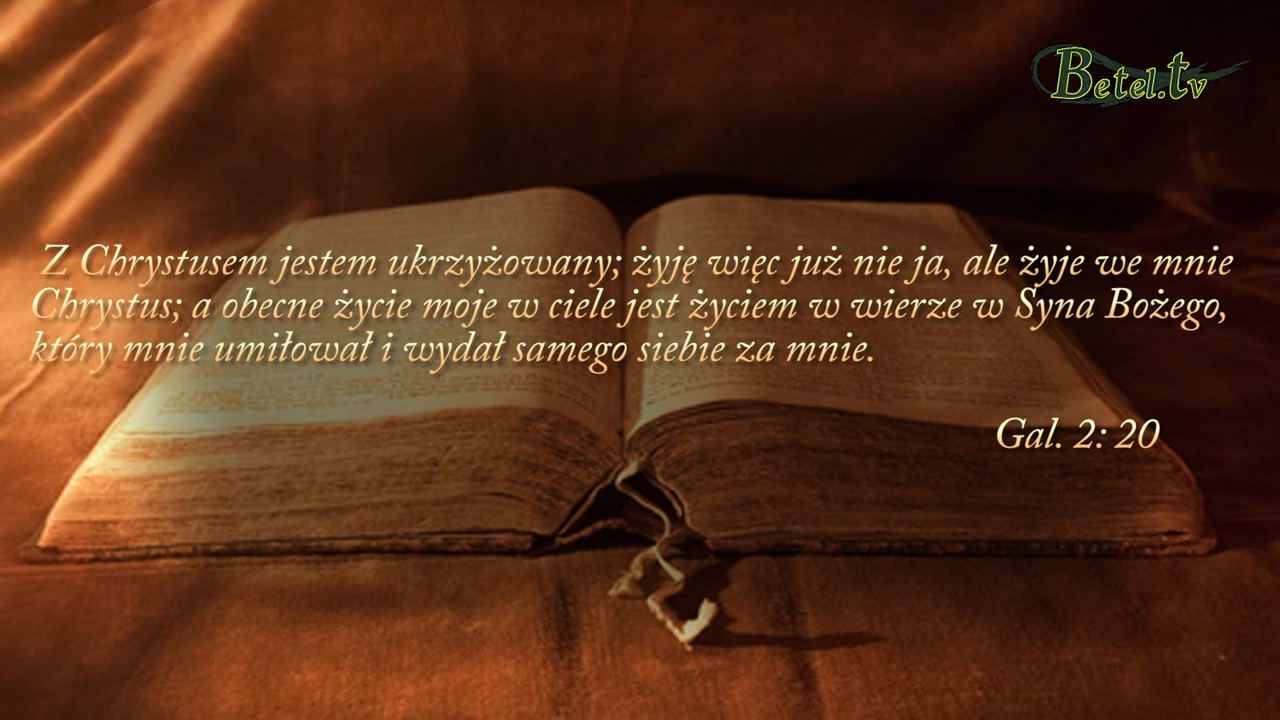 Betel.tv
Z Chrystusem jestem ukrzyżowany; żyję więc już nie ja, ale żyje we mnie
Chrystus; a obecne życie moje w ciele jest życiem w wierze w Syna Bożego,
który mnie umiłował i wydał samego siebie za mnie.
Gal. 2: 20